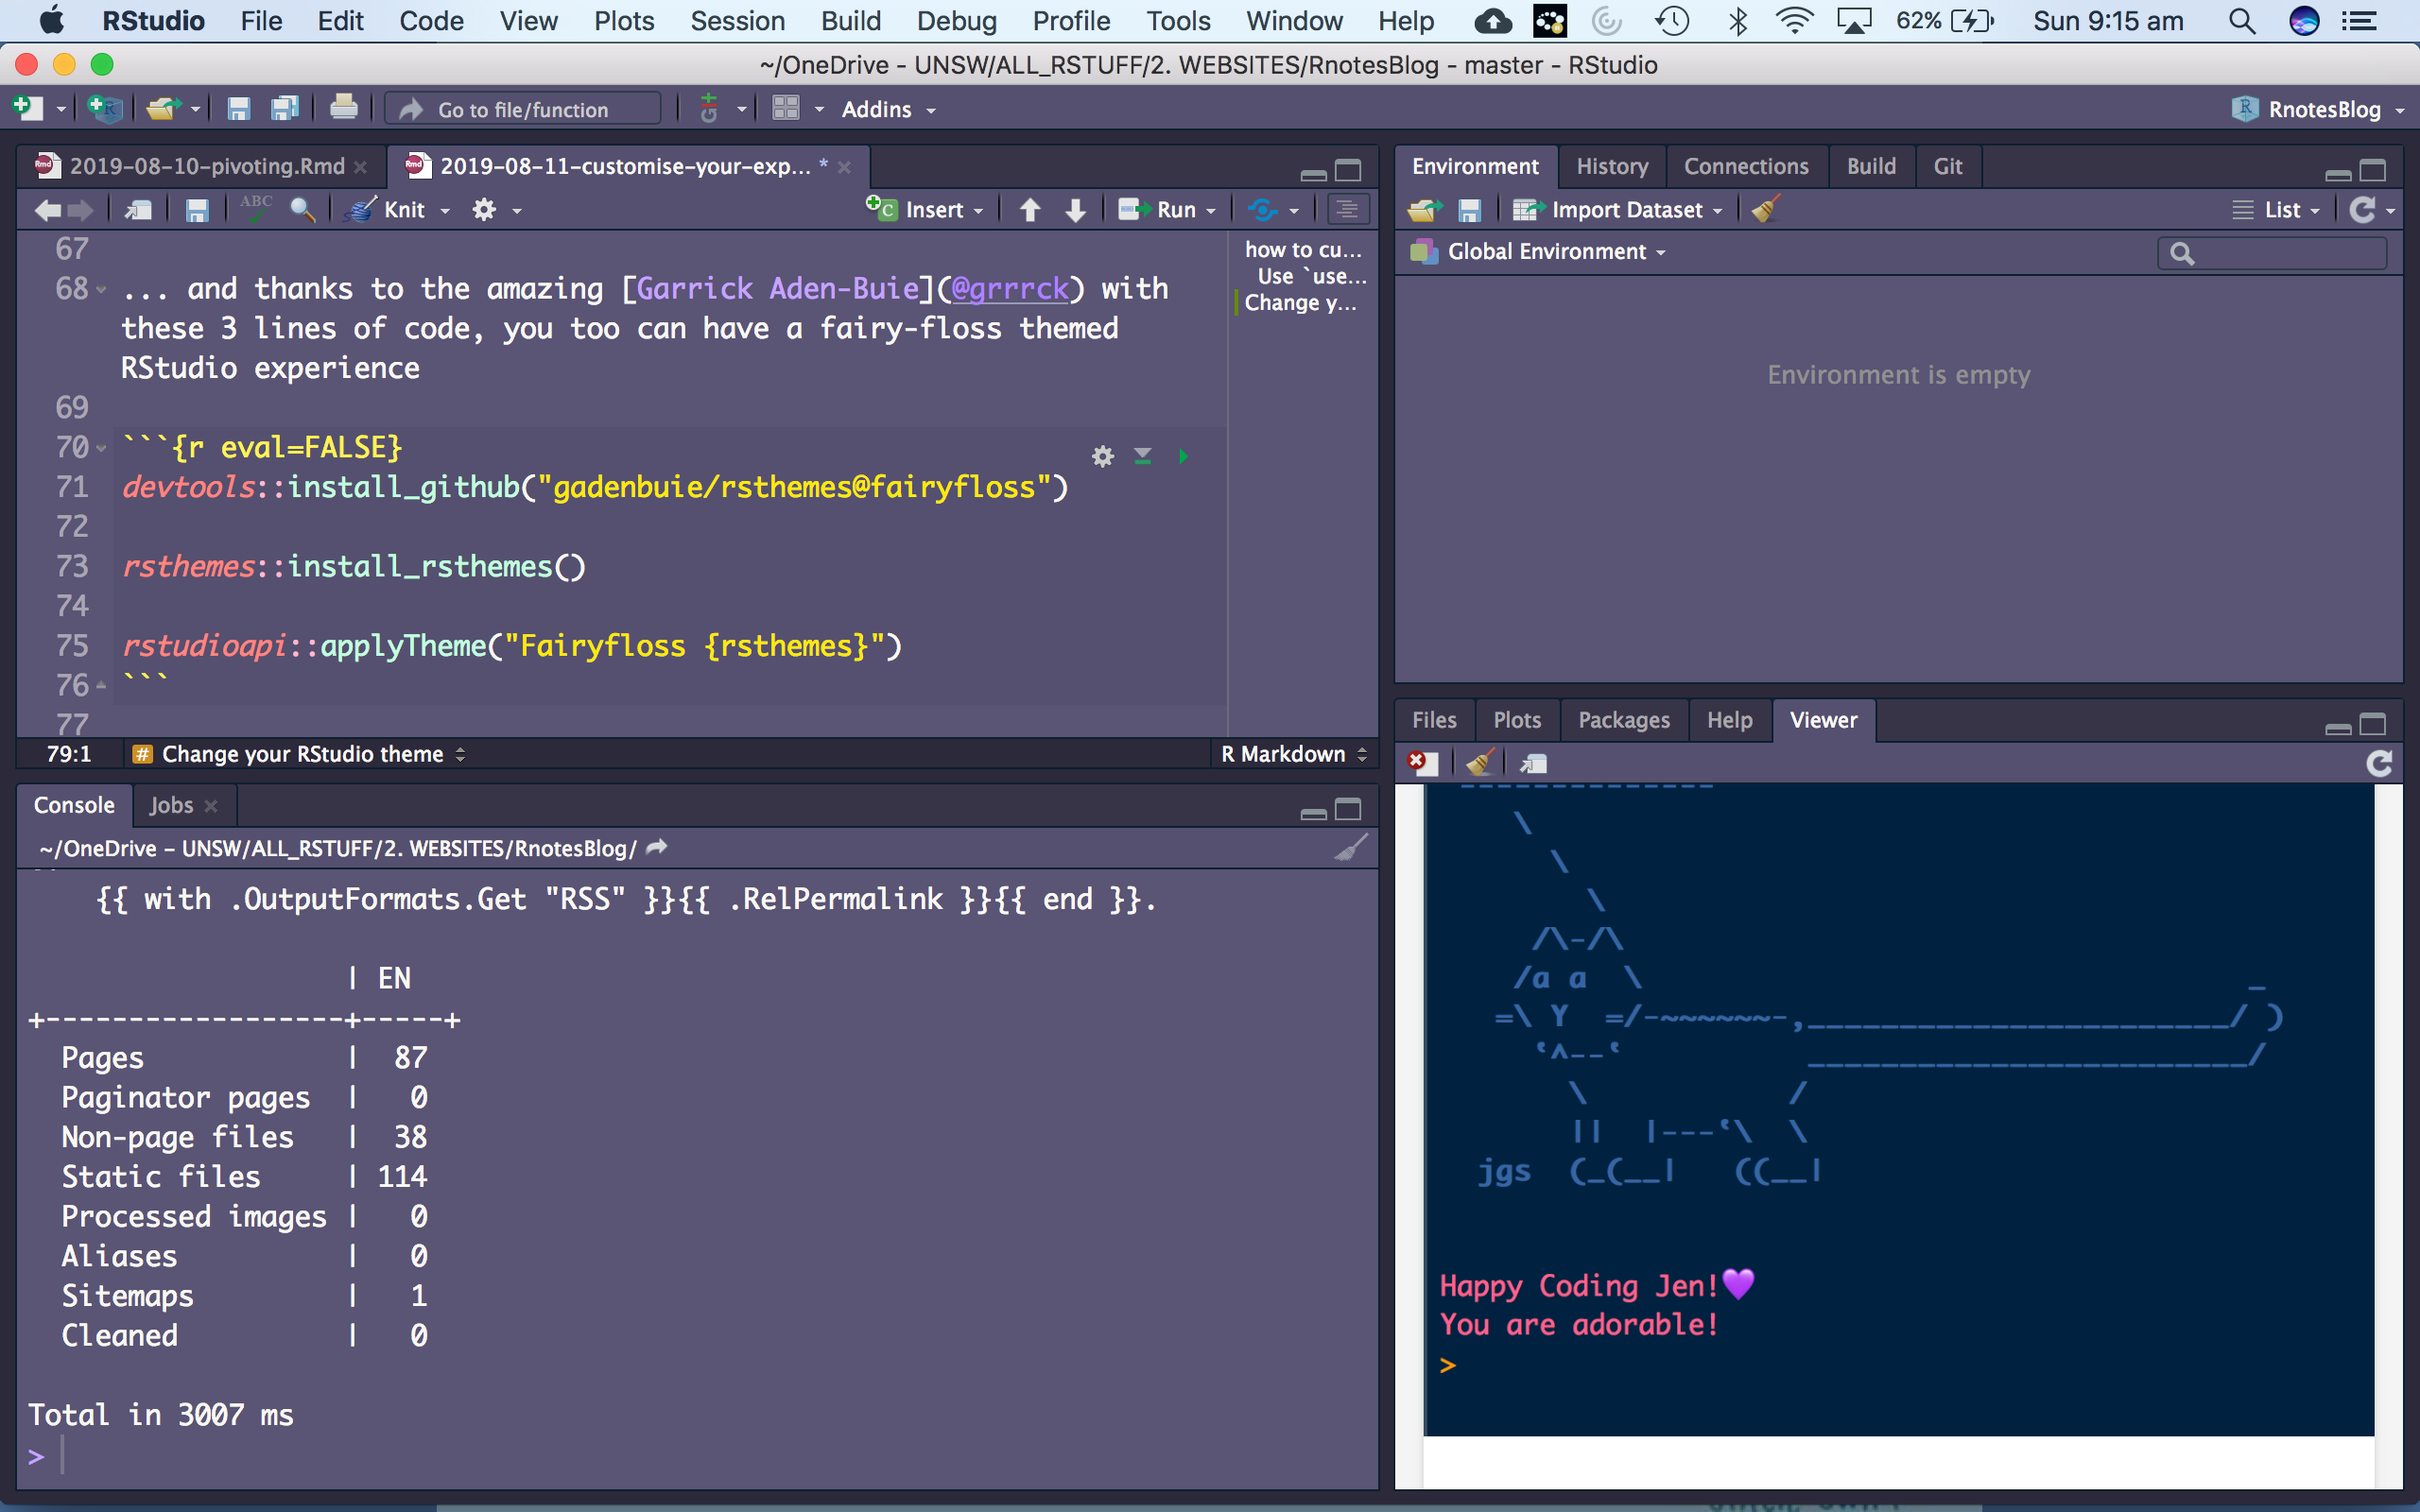 RStudio File Edit Code View Plots Session Build Debug Profile Tools Window Help 62% Sun 9:15 am
~/OneDrive - UNSW/ALL_RSTUFF/2. WEBSITES/RnotesBlog - master - RStudio
Go to file/function Addins RnotesBlog
2019-08-10-pivoting.Rmd 2019-08-11-customise-your-exp... *
ABC Knit Insert Run
67
68 ... and thanks to the amazing [Garrick Aden-Buie](@grrrck) with
these 3 lines of code, you too can have a fairy-floss themed
RStudio experience
69
70 ```{r eval=FALSE}
71 devtools::install_github("gadenbuie/rsthemes@fairyfloss")
72
73 rsthemes::install_rsthemes()
74
75 rstudioapi::applyTheme("Fairyfloss {rsthemes}")
76 ```
77
how to cu...
Use `use...
Change y...
79:1 # Change your RStudio theme R Markdown
Console Jobs
~/OneDrive - UNSW/ALL_RSTUFF/2. WEBSITES/RnotesBlog/
{{ with .OutputFormats.Get "RSS" }}{{ .RelPermalink }}{{ end }}.
| EN
+------------------+-----+
Pages | 87
Paginator pages | 0
Non-page files | 38
Static files | 114
Processed images | 0
Aliases | 0
Sitemaps | 1
Cleaned | 0
Total in 3007 ms
>
Environment History Connections Build Git
Import Dataset List
Global Environment
Environment is empty
Files Plots Packages Help Viewer
--------------
\
\
\
/\-/\
/a a  \                                 _
=\ Y  =/-~~~~~~-,_______________________/ )
'^--'          ________________________/
\           /
||  |---'\  \
jgs  (_(__|   ((__|
Happy Coding Jen!💜
You are adorable!
>